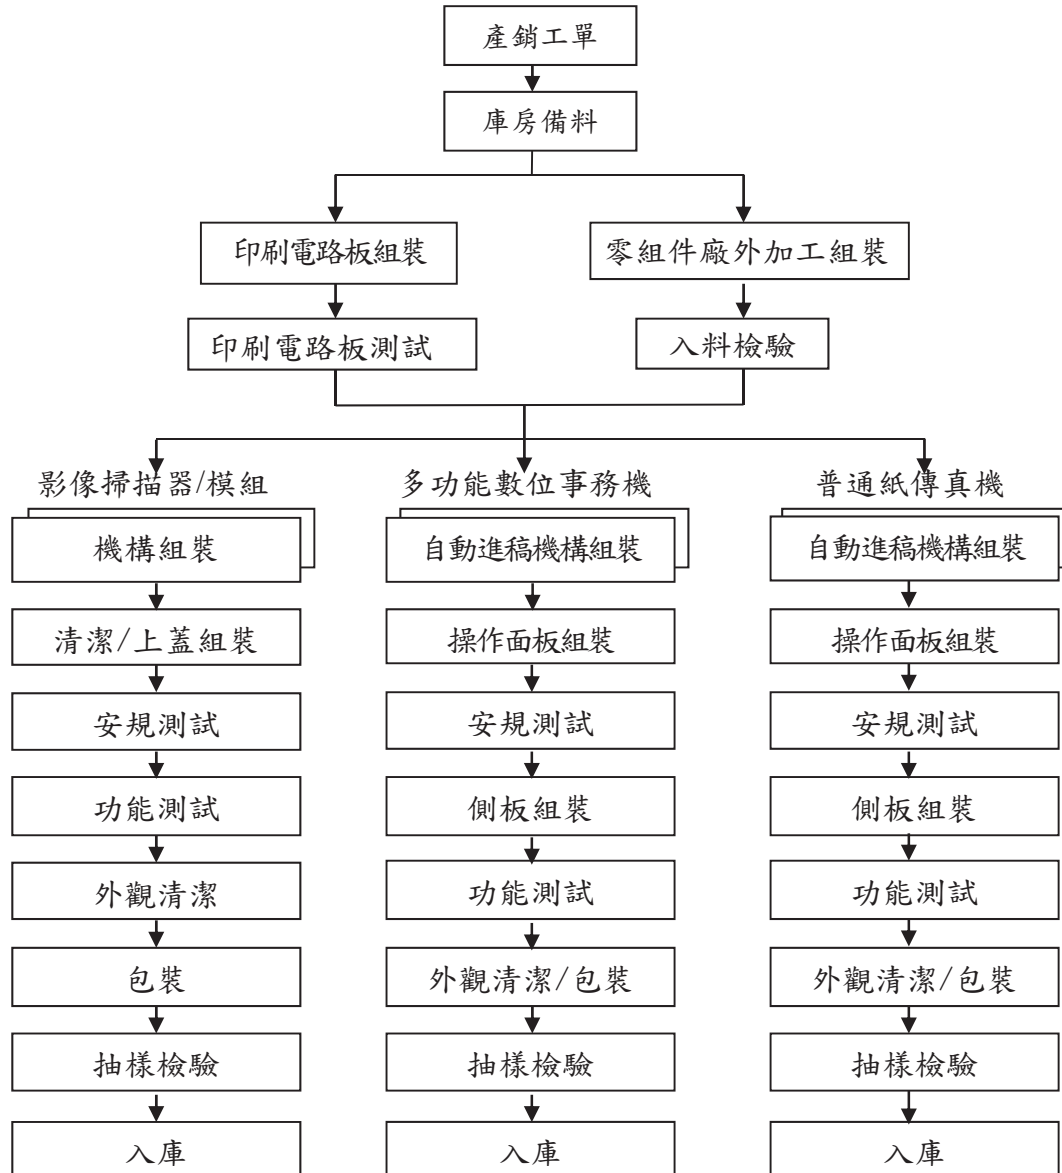 產銷工單
庫房備料
印刷電路板組裝
零組件廠外加工組裝
印刷電路板測試
入料檢驗
影像掃描器/模組
多功能數位事務機
普通紙傳真機
機構組裝
自動進稿機構組裝
自動進稿機構組裝
清潔/上蓋組裝
操作面板組裝
操作面板組裝
安規測試
安規測試
安規測試
功能測試
側板組裝
側板組裝
外觀清潔
功能測試
功能測試
包裝
外觀清潔/包裝
外觀清潔/包裝
抽樣檢驗
抽樣檢驗
抽樣檢驗
入庫
入庫
入庫